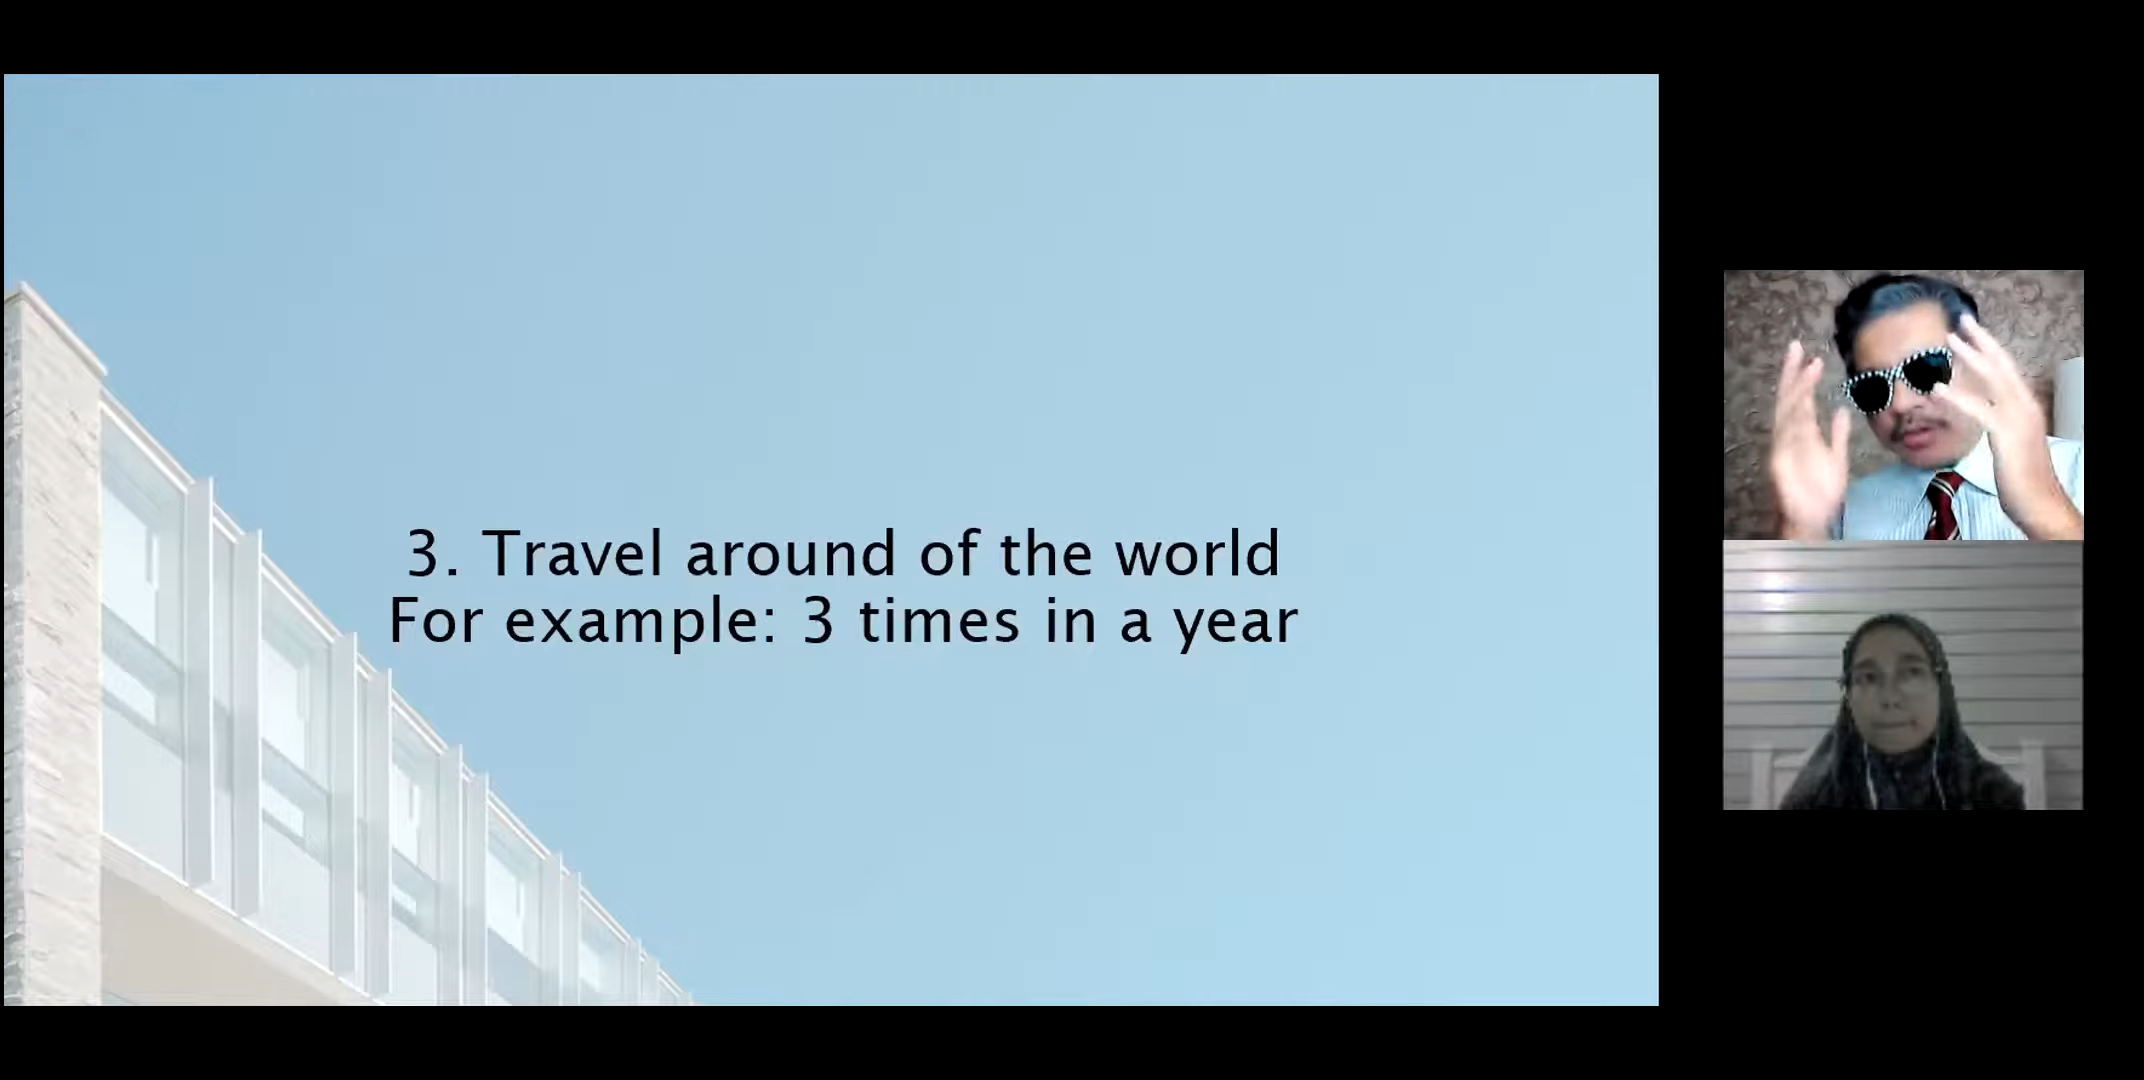 3. Travel around of the world
For example: 3 times in a year